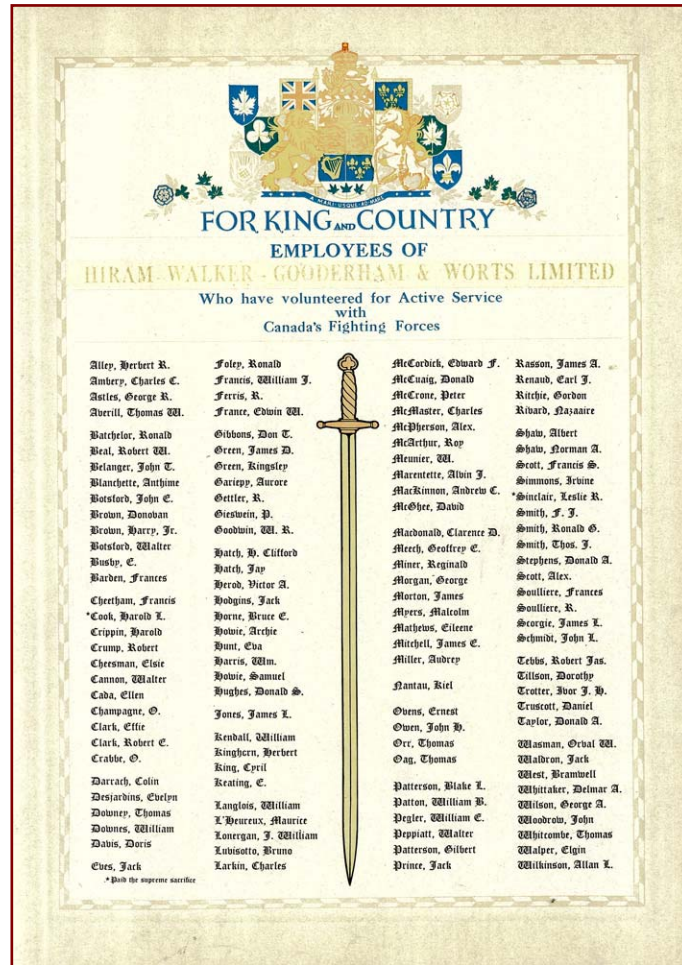 A MARI USQUE AD MARE
FOR KING AND COUNTRY
EMPLOYEES OF
HIRAM WALKER - GOODERHAM & WORTS LIMITED
Who have volunteered for Active Service
with
Canada's Fighting Forces
Alley, Herbert R.
Ambery, Charles C.
Astles, George R.
Averill, Thomas W.
Batchelor, Ronald
Beal, Robert W.
Belanger, John T.
Blanchette, Anthime
Botsford, John E.
Brown, Donovan
Brown, Harry, Jr.
Botsford, Walter
Busby, E.
Barden, Frances
Cheetham, Francis
*Cook, Harold L.
Crippin, Harold
Crump, Robert
Cheesman, Elsie
Cannon, Walter
Cada, Ellen
Champagne, O.
Clark, Effie
Clark, Robert E.
Crabbe, O.
Darrach, Colin
Desjardins, Evelyn
Downey, Thomas
Downes, William
Davis, Doris
Eves, Jack
*Paid the supreme sacrifice
Foley, Ronald
Francis, William J.
Ferris, R.
France, Edwin W.
Gibbons, Don T.
Green, James D.
Green, Kingsley
Gariepy, Aurore
Gettler, R.
Gieswein, P.
Goodwin, W. R.
Hatch, H. Clifford
Hatch, Jay
Herod, Victor A.
Hodgins, Jack
Horne, Bruce E.
Howie, Archie
Hunt, Eva
Harris, Wm.
Howie, Samuel
Hughes, Donald S.
Jones, James L.
Kendall, William
Kinghorn, Herbert
King, Cyril
Keating, E.
Langlois, William
L'Heureux, Maurice
Lonergan, J. William
Lubisotto, Bruno
Larkin, Charles
McCordick, Edward F.
McCuaig, Donald
McCrone, Peter
McMaster, Charles
McPherson, Alex.
McArthur, Roy
Meunier, W.
Marentette, Alvin J.
MacKinnon, Andrew C.
McGhee, David
Macdonald, Clarence D.
Meech, Geoffrey E.
Miner, Reginald
Morgan, George
Morton, James
Myers, Malcolm
Mathews, Eileene
Mitchell, James E.
Miller, Audrey
Nantau, Kiel
Ovens, Ernest
Owen, John H.
Orr, Thomas
Oag, Thomas
Patterson, Blake L.
Patton, William B.
Pegler, William E.
Peppiatt, Walter
Patterson, Gilbert
Prince, Jack
Rasson, James A.
Renaud, Earl J.
Ritchie, Gordon
Rivard, Nazaaire
Shaw, Albert
Shaw, Norman A.
Scott, Francis S.
Simmons, Irvine
*Sinclair, Leslie R.
Smith, F. J.
Smith, Ronald G.
Smith, Thos. J.
Stephens, Donald A.
Scott, Alex.
Soulliere, Frances
Soulliere, R.
Scorgie, James L.
Schmidt, John L.
Tebbs, Robert Jas.
Tillson, Dorothy
Trotter, Ivor J. H.
Truscott, Daniel
Taylor, Donald A.
Wasman, Orval W.
Waldron, Jack
West, Bramwell
Whittaker, Delmar A.
Wilson, George A.
Woodrow, John
Whitcombe, Thomas
Walper, Elgin
Wilkinson, Allan L.